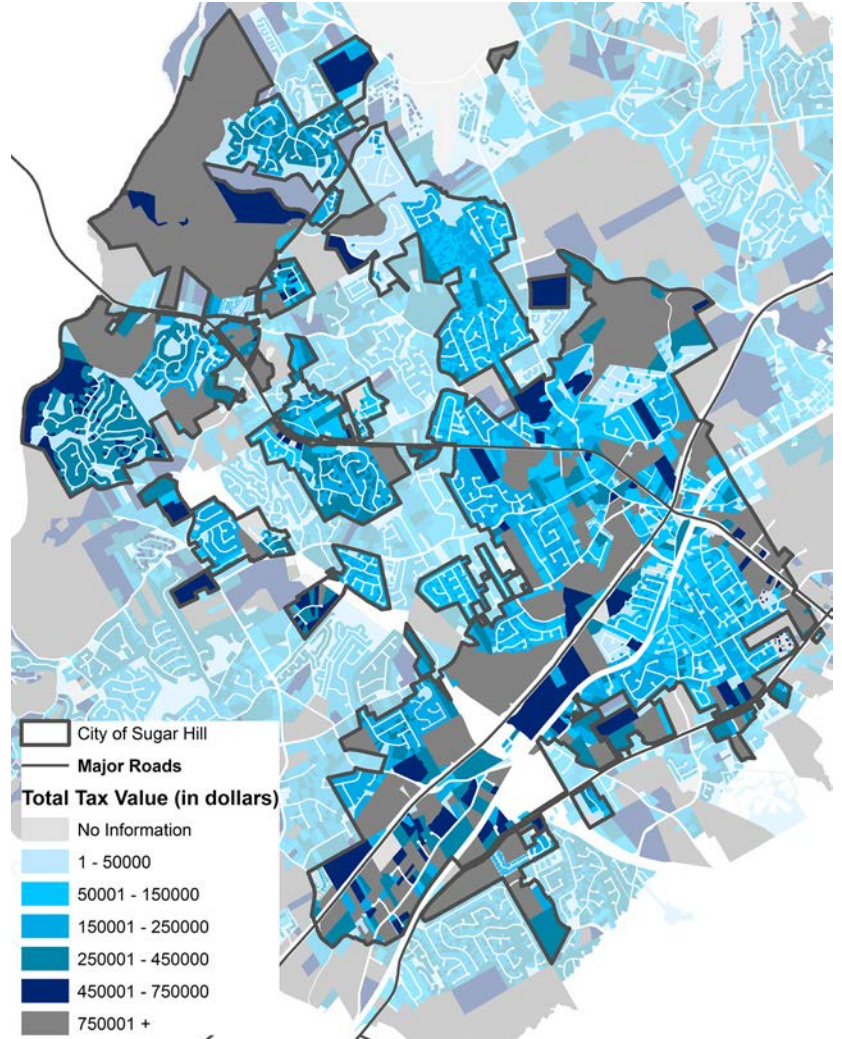 City of Sugar Hill
Major Roads
Total Tax Value (in dollars)
No Information
1 - 50000
50001 - 150000
150001 - 250000
250001 - 450000
450001 - 750000
750001 +